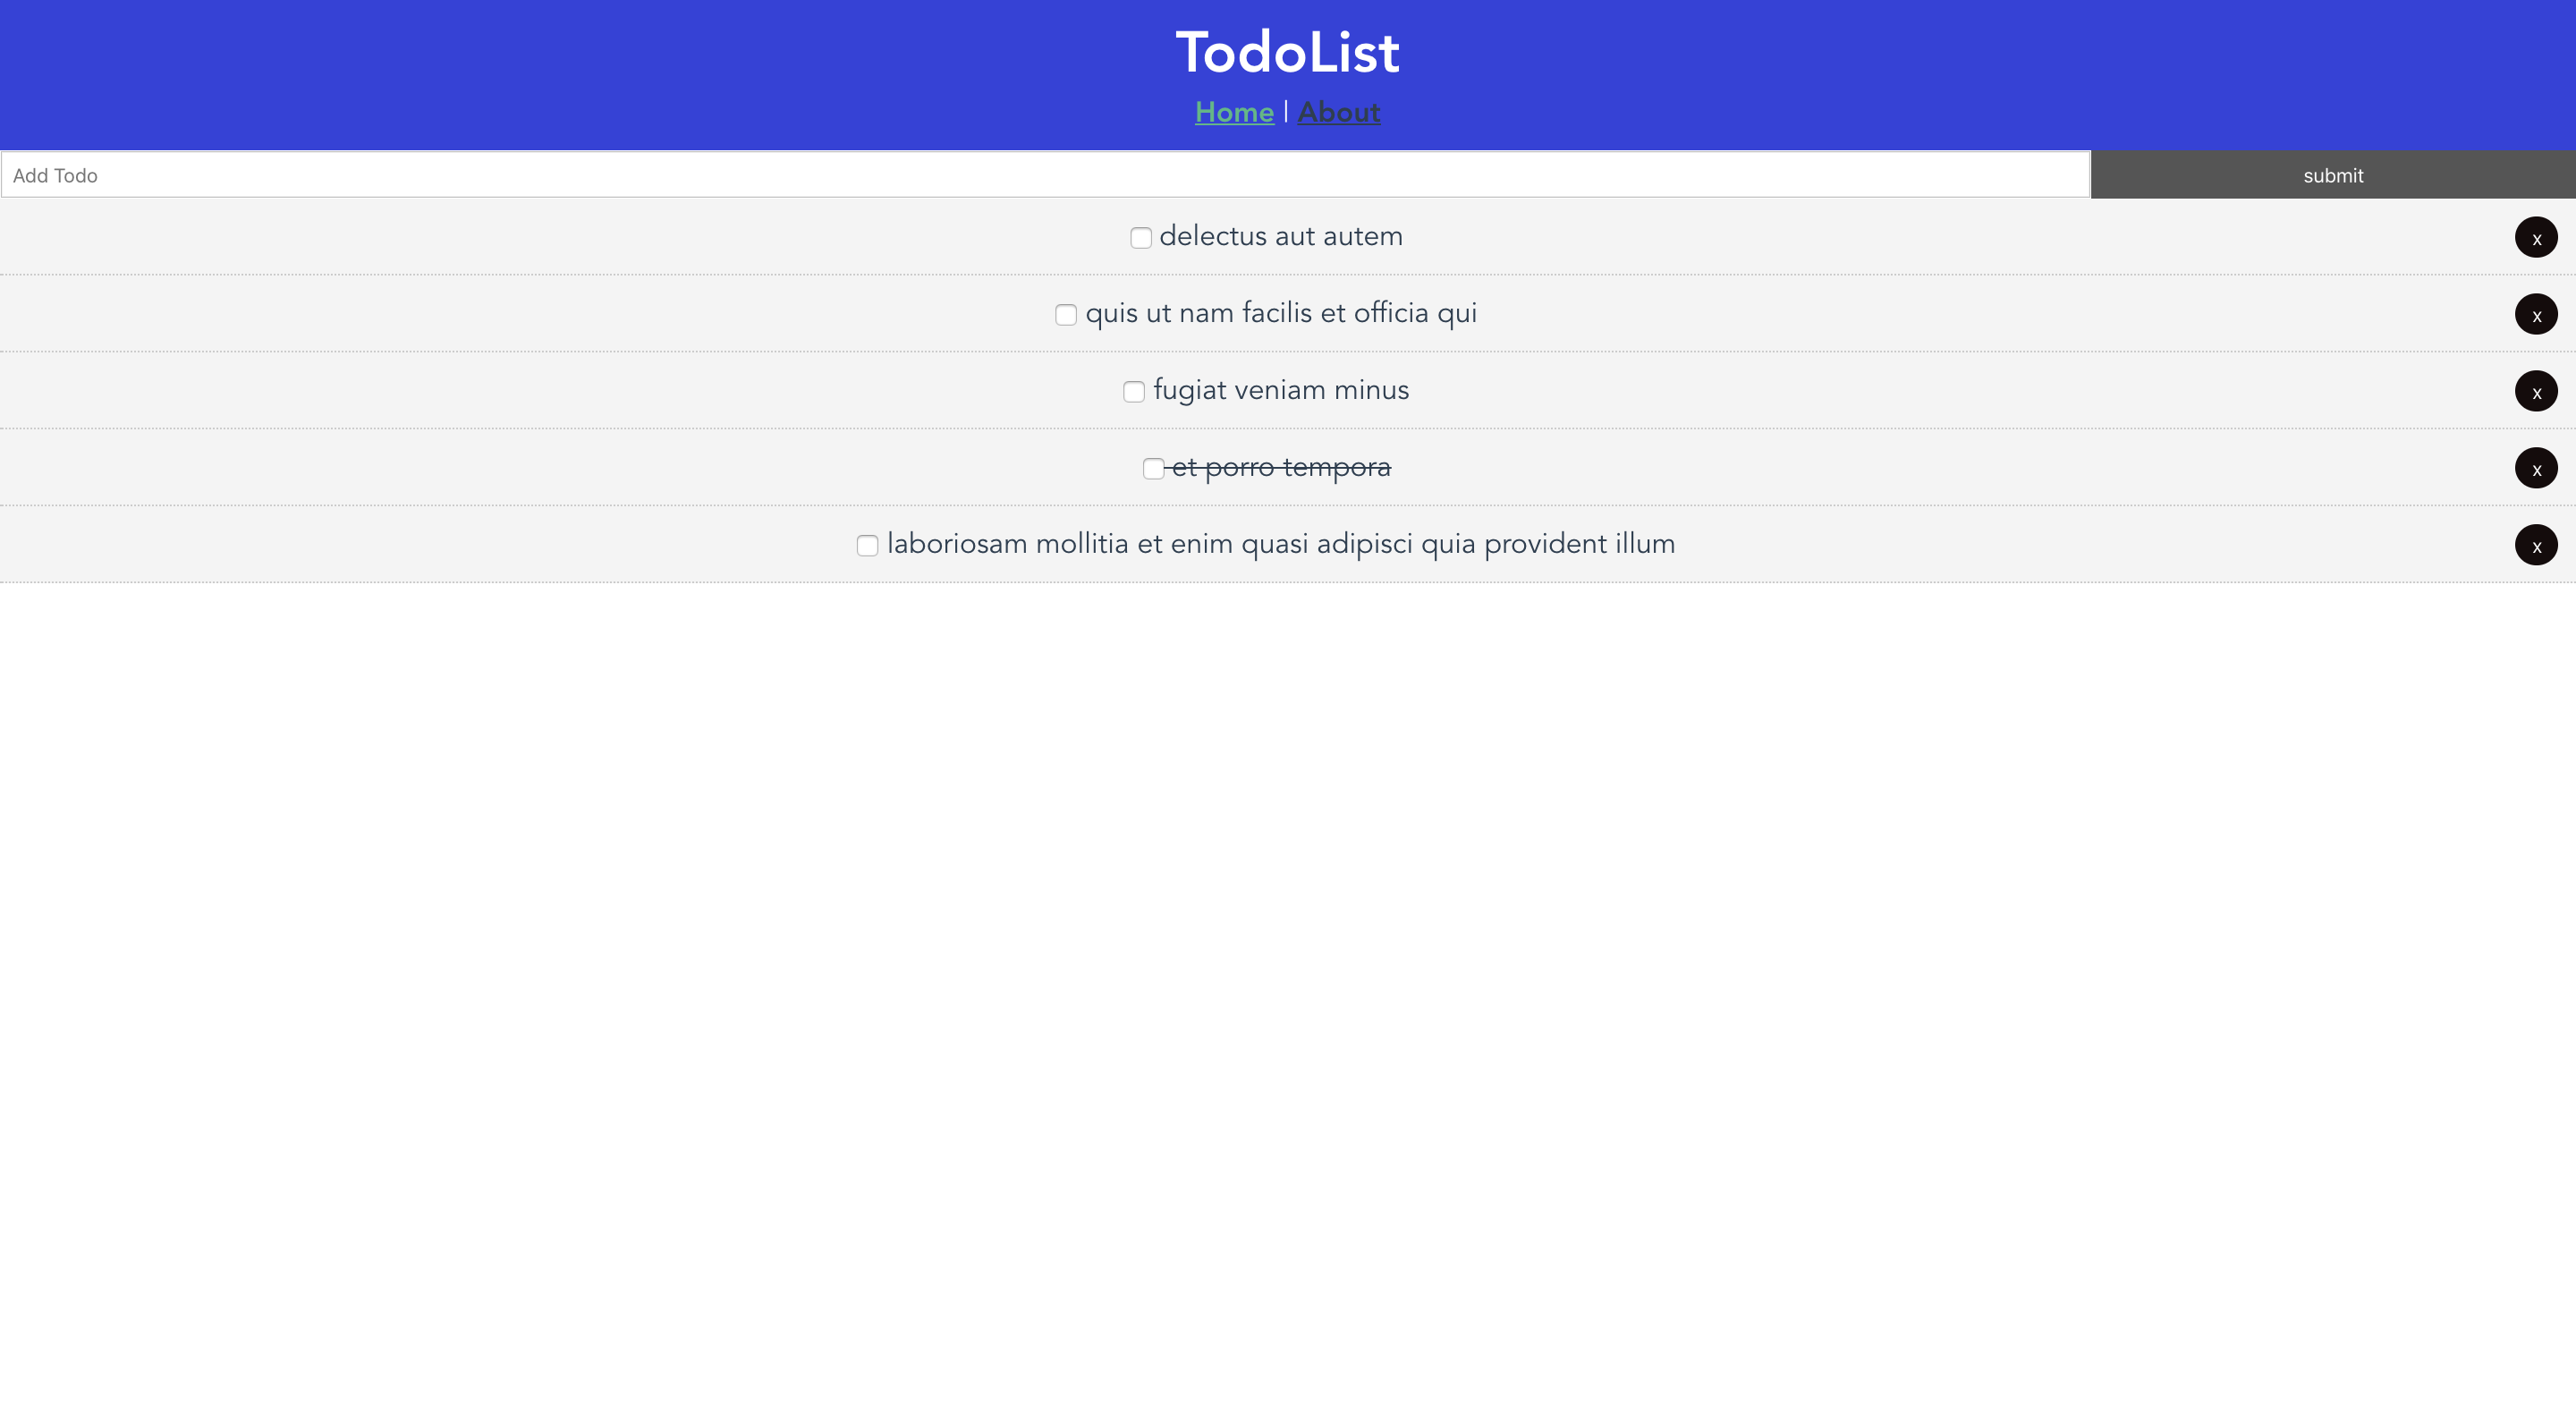 TodoList
Home | About
Add Todo submit
delectus aut autem x
quis ut nam facilis et officia qui x
fugiat veniam minus x
et porro tempora x
laboriosam mollitia et enim quasi adipisci quia provident illum x